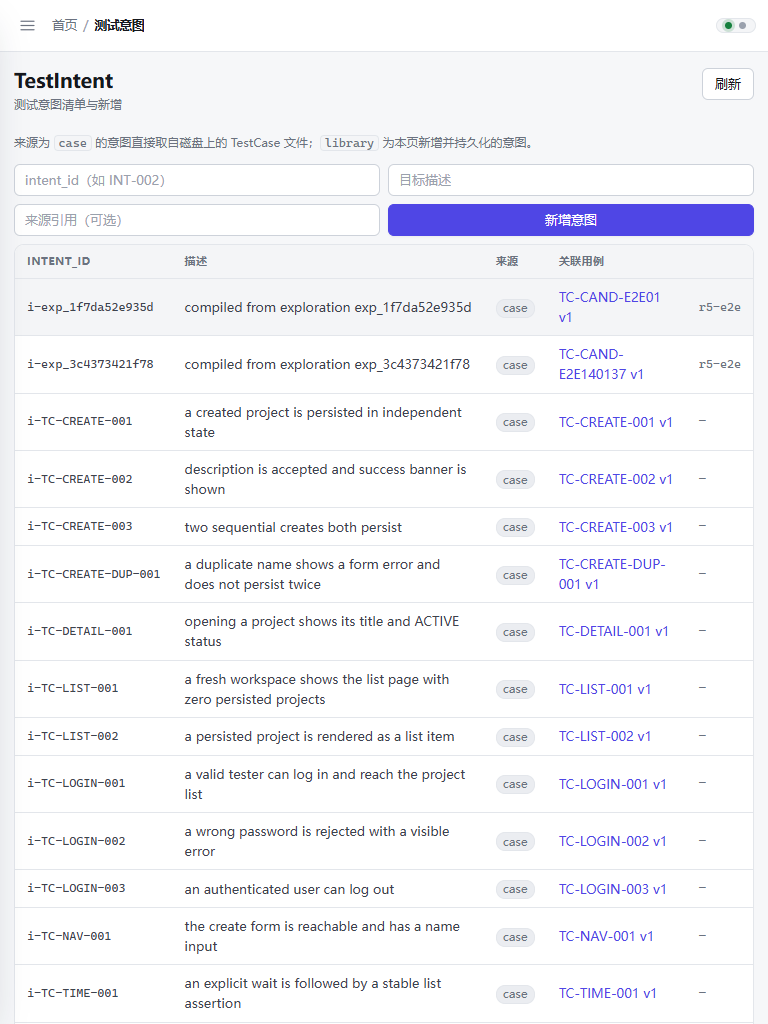 首页 / 测试意图
TestIntent
测试意图清单与新增
刷新
来源为 case 的意图直接取自磁盘上的 TestCase 文件； library 为本页新增并持久化的意图。
intent_id（如 INT-002）
目标描述
来源引用（可选）
新增意图
INTENT_ID 描述 来源 关联用例
i-exp_1f7da52e935d compiled from exploration exp_1f7da52e935d case TC-CAND-E2E01 v1 r5-e2e
i-exp_3c4373421f78 compiled from exploration exp_3c4373421f78 case TC-CAND-E2E140137 v1 r5-e2e
i-TC-CREATE-001 a created project is persisted in independent state case TC-CREATE-001 v1 —
i-TC-CREATE-002 description is accepted and success banner is shown case TC-CREATE-002 v1 —
i-TC-CREATE-003 two sequential creates both persist case TC-CREATE-003 v1 —
i-TC-CREATE-DUP-001 a duplicate name shows a form error and does not persist twice case TC-CREATE-DUP-001 v1 —
i-TC-DETAIL-001 opening a project shows its title and ACTIVE status case TC-DETAIL-001 v1 —
i-TC-LIST-001 a fresh workspace shows the list page with zero persisted projects case TC-LIST-001 v1 —
i-TC-LIST-002 a persisted project is rendered as a list item case TC-LIST-002 v1 —
i-TC-LOGIN-001 a valid tester can log in and reach the project list case TC-LOGIN-001 v1 —
i-TC-LOGIN-002 a wrong password is rejected with a visible error case TC-LOGIN-002 v1 —
i-TC-LOGIN-003 an authenticated user can log out case TC-LOGIN-003 v1 —
i-TC-NAV-001 the create form is reachable and has a name input case TC-NAV-001 v1 —
i-TC-TIME-001 an explicit wait is followed by a stable list assertion case TC-TIME-001 v1 —